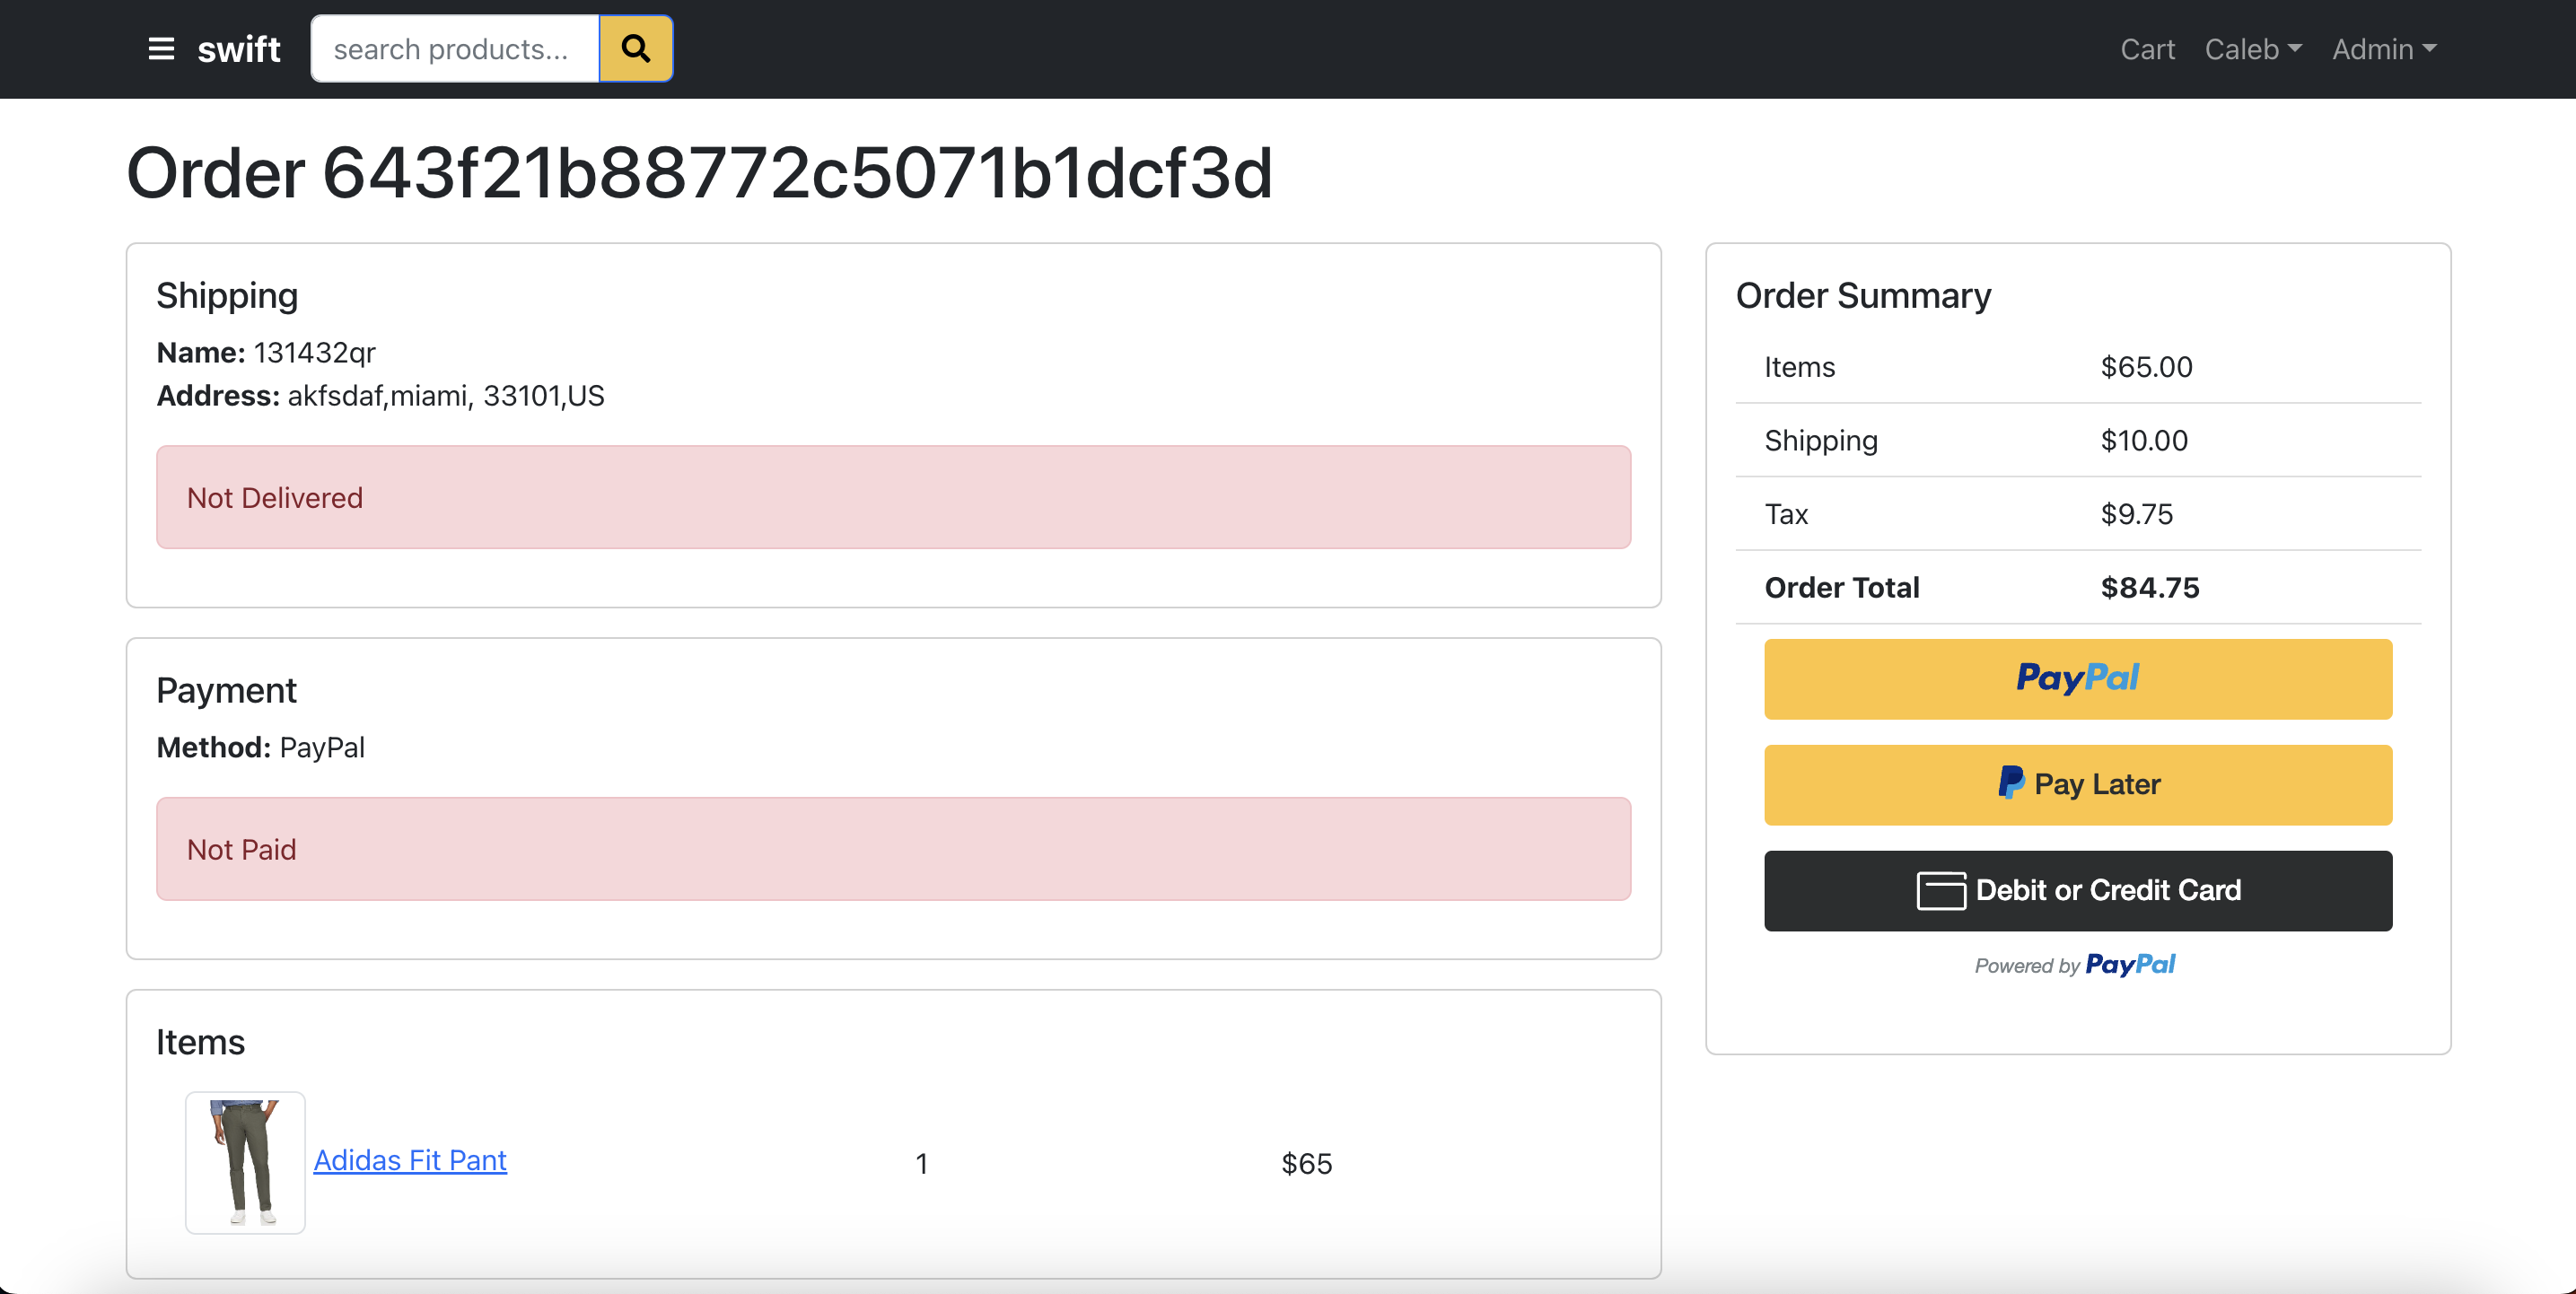 swift
search products...
Cart
Caleb
Admin
Order 643f21b88772c5071b1dcf3d
Shipping
Name: 131432qr
Address: akfsdaf,miami, 33101,US
Not Delivered
Payment
Method: PayPal
Not Paid
Items
Adidas Fit Pant 1 $65
Order Summary
Items $65.00
Shipping $10.00
Tax $9.75
Order Total $84.75
PayPal
Pay Later
Debit or Credit Card
Powered by PayPal